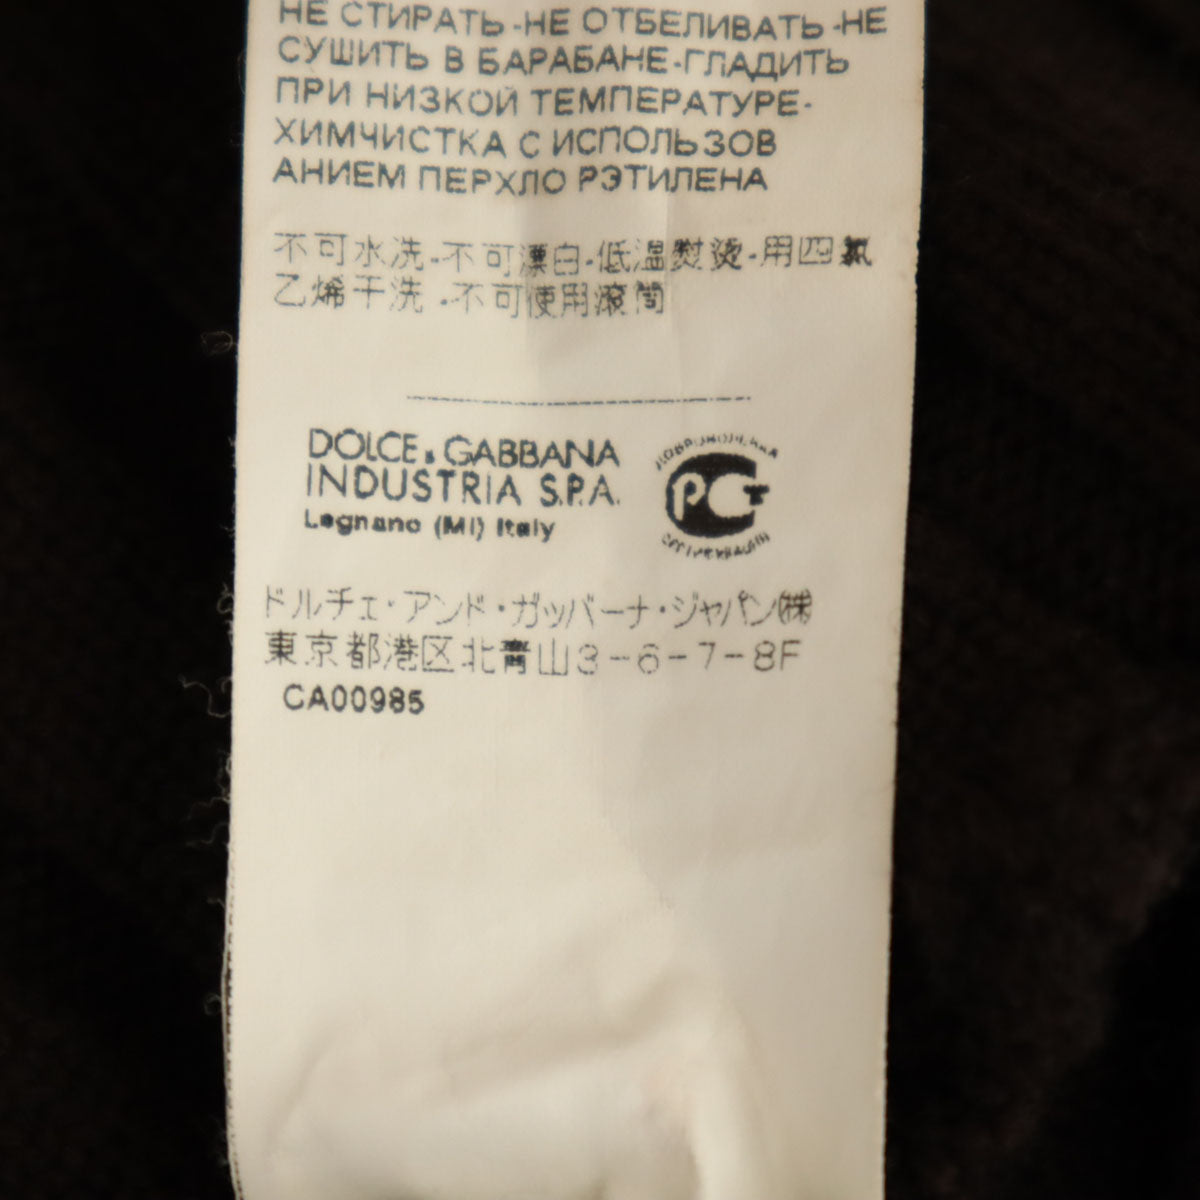 НЕ СТИРАТЬ-НЕ ОТБЕЛИВАТЬ-НЕ
СУШИТЬ В БАРАБАНЕ-ГЛАДИТЬ
ПРИ НИЗКОЙ ТЕМПЕРАТУРЕ-
ХИМЧИСТКА С ИСПОЛЬЗОВ
АНИЕМ ПЕРХЛО РЭТИЛЕНА
不可水洗-不可漂白-低温熨烫-用四氯
乙烯干洗-不可使用滚筒
DOLCE & GABBANA
INDUSTRIA S.P.A.
Legnano (MI) Italy
ДОБРОВОЛЬНАЯ
РСТ
СЕРТИФИКАЦИЯ
ドルチェ・アンド・ガッバーナ・ジャパン㈱
東京都港区北青山3-6-7-8F
CA00985